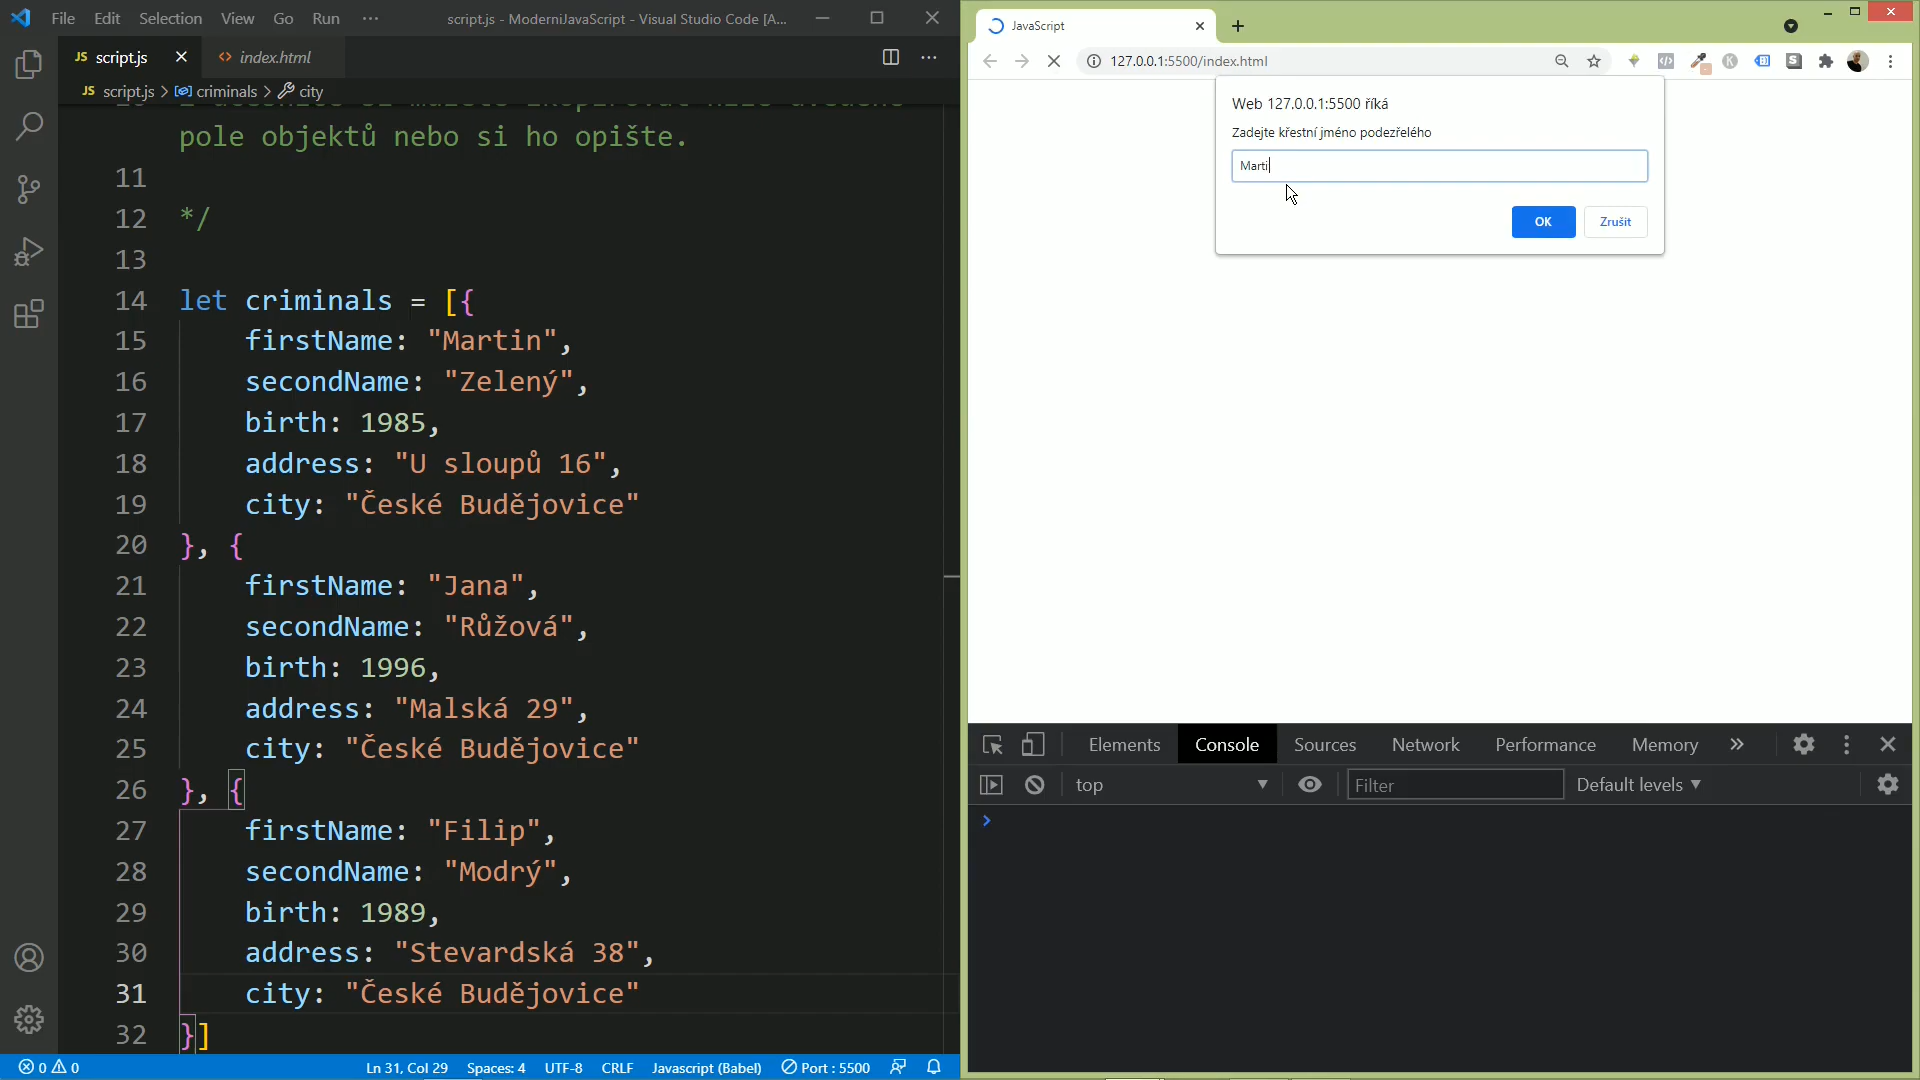 File Edit Selection View Go Run ··· script.js - ModerniJavaScript - Visual Studio Code [A...
JS script.js index.html
JS script.js > criminals > city
pole objektů nebo si ho opište.
11
12 */
13
14 let criminals = [{
15 firstName: "Martin",
16 secondName: "Zelený",
17 birth: 1985,
18 address: "U sloupů 16",
19 city: "České Budějovice"
20 }, {
21 firstName: "Jana",
22 secondName: "Růžová",
23 birth: 1996,
24 address: "Malská 29",
25 city: "České Budějovice"
26 }, {
27 firstName: "Filip",
28 secondName: "Modrý",
29 birth: 1989,
30 address: "Stevardská 38",
31 city: "České Budějovice"
32 }]
0 0 Ln 31, Col 29 Spaces: 4 UTF-8 CRLF Javascript (Babel) Port : 5500
JavaScript
127.0.0.1:5500/index.html
Web 127.0.0.1:5500 říká
Zadejte křestní jméno podezřelého
Marti
OK Zrušit
Elements Console Sources Network Performance Memory »
top Filter Default levels